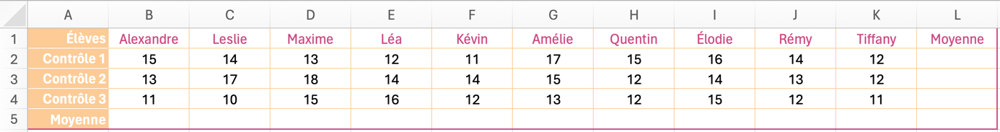 A B C D E F G H I J K L
1 Élèves Alexandre Leslie Maxime Léa Kévin Amélie Quentin Élodie Rémy Tiffany Moyenne
2 Contrôle 1 15 14 13 12 11 17 15 16 14 12
3 Contrôle 2 13 17 18 14 14 15 12 14 13 12
4 Contrôle 3 11 10 15 16 12 13 12 15 12 11
5 Moyenne